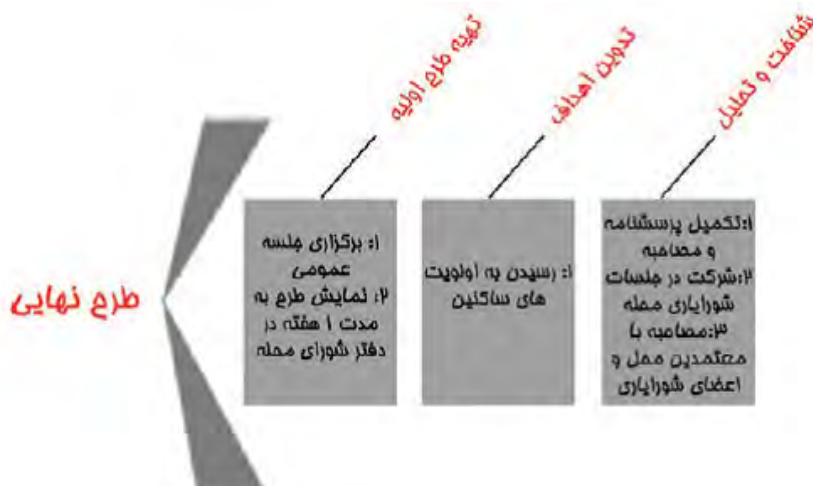 شناخت و تحلیل
۱:تکمیل پرسشنامه
و مصاحبه
۲:شرکت در جلسات
شورایاری محله
۳:مصاحبه با
معتمدین محل و
اعضای شورایاری
تدوین اهداف
۱: رسیدن به اولویت
های ساکنین
تهیه طرح اولیه
۱: برگزاری جلسه
عمومی
۲: نمایش طرح به
مدت ۱ هفته در
دفتر شورای محله
طرح نهایی